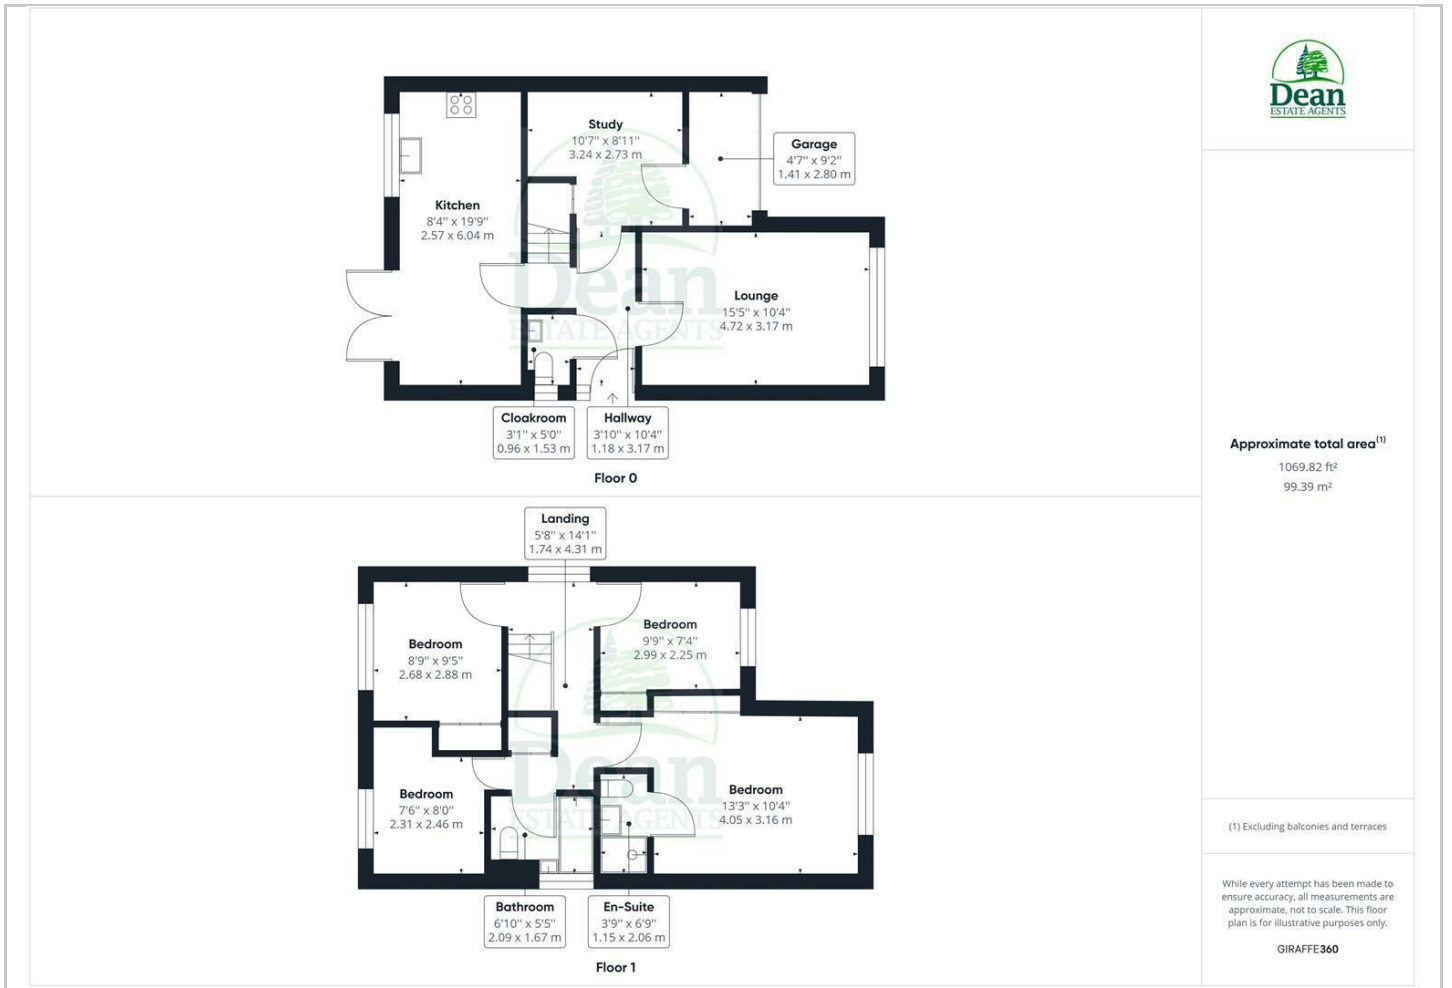 Dean
ESTATE AGENTS
Study
10'7'' x 8'11''
3.24 x 2.73 m
Garage
4'7'' x 9'2''
1.41 x 2.80 m
Kitchen
8'4'' x 19'9''
2.57 x 6.04 m
Lounge
15'5'' x 10'4''
4.72 x 3.17 m
Dean
ESTATE AGENTS
Cloakroom
3'1'' x 5'0''
0.96 x 1.53 m
Hallway
3'10'' x 10'4''
1.18 x 3.17 m
Floor 0
Approximate total area(1)
1069.82 ft²
99.39 m²
Landing
5'8'' x 14'1''
1.74 x 4.31 m
Bedroom
8'9'' x 9'5''
2.68 x 2.88 m
Bedroom
9'9'' x 7'4''
2.99 x 2.25 m
Bedroom
7'6'' x 8'0''
2.31 x 2.46 m
Bedroom
13'3'' x 10'4''
4.05 x 3.16 m
Dean
ESTATE AGENTS
Bathroom
6'10'' x 5'5''
2.09 x 1.67 m
En-Suite
3'9'' x 6'9''
1.15 x 2.06 m
Floor 1
(1) Excluding balconies and terraces
While every attempt has been made to
ensure accuracy, all measurements are
approximate, not to scale. This floor
plan is for illustrative purposes only.
GIRAFFE360